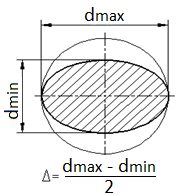 dmax
dmin
Δ = dmax - dmin
2